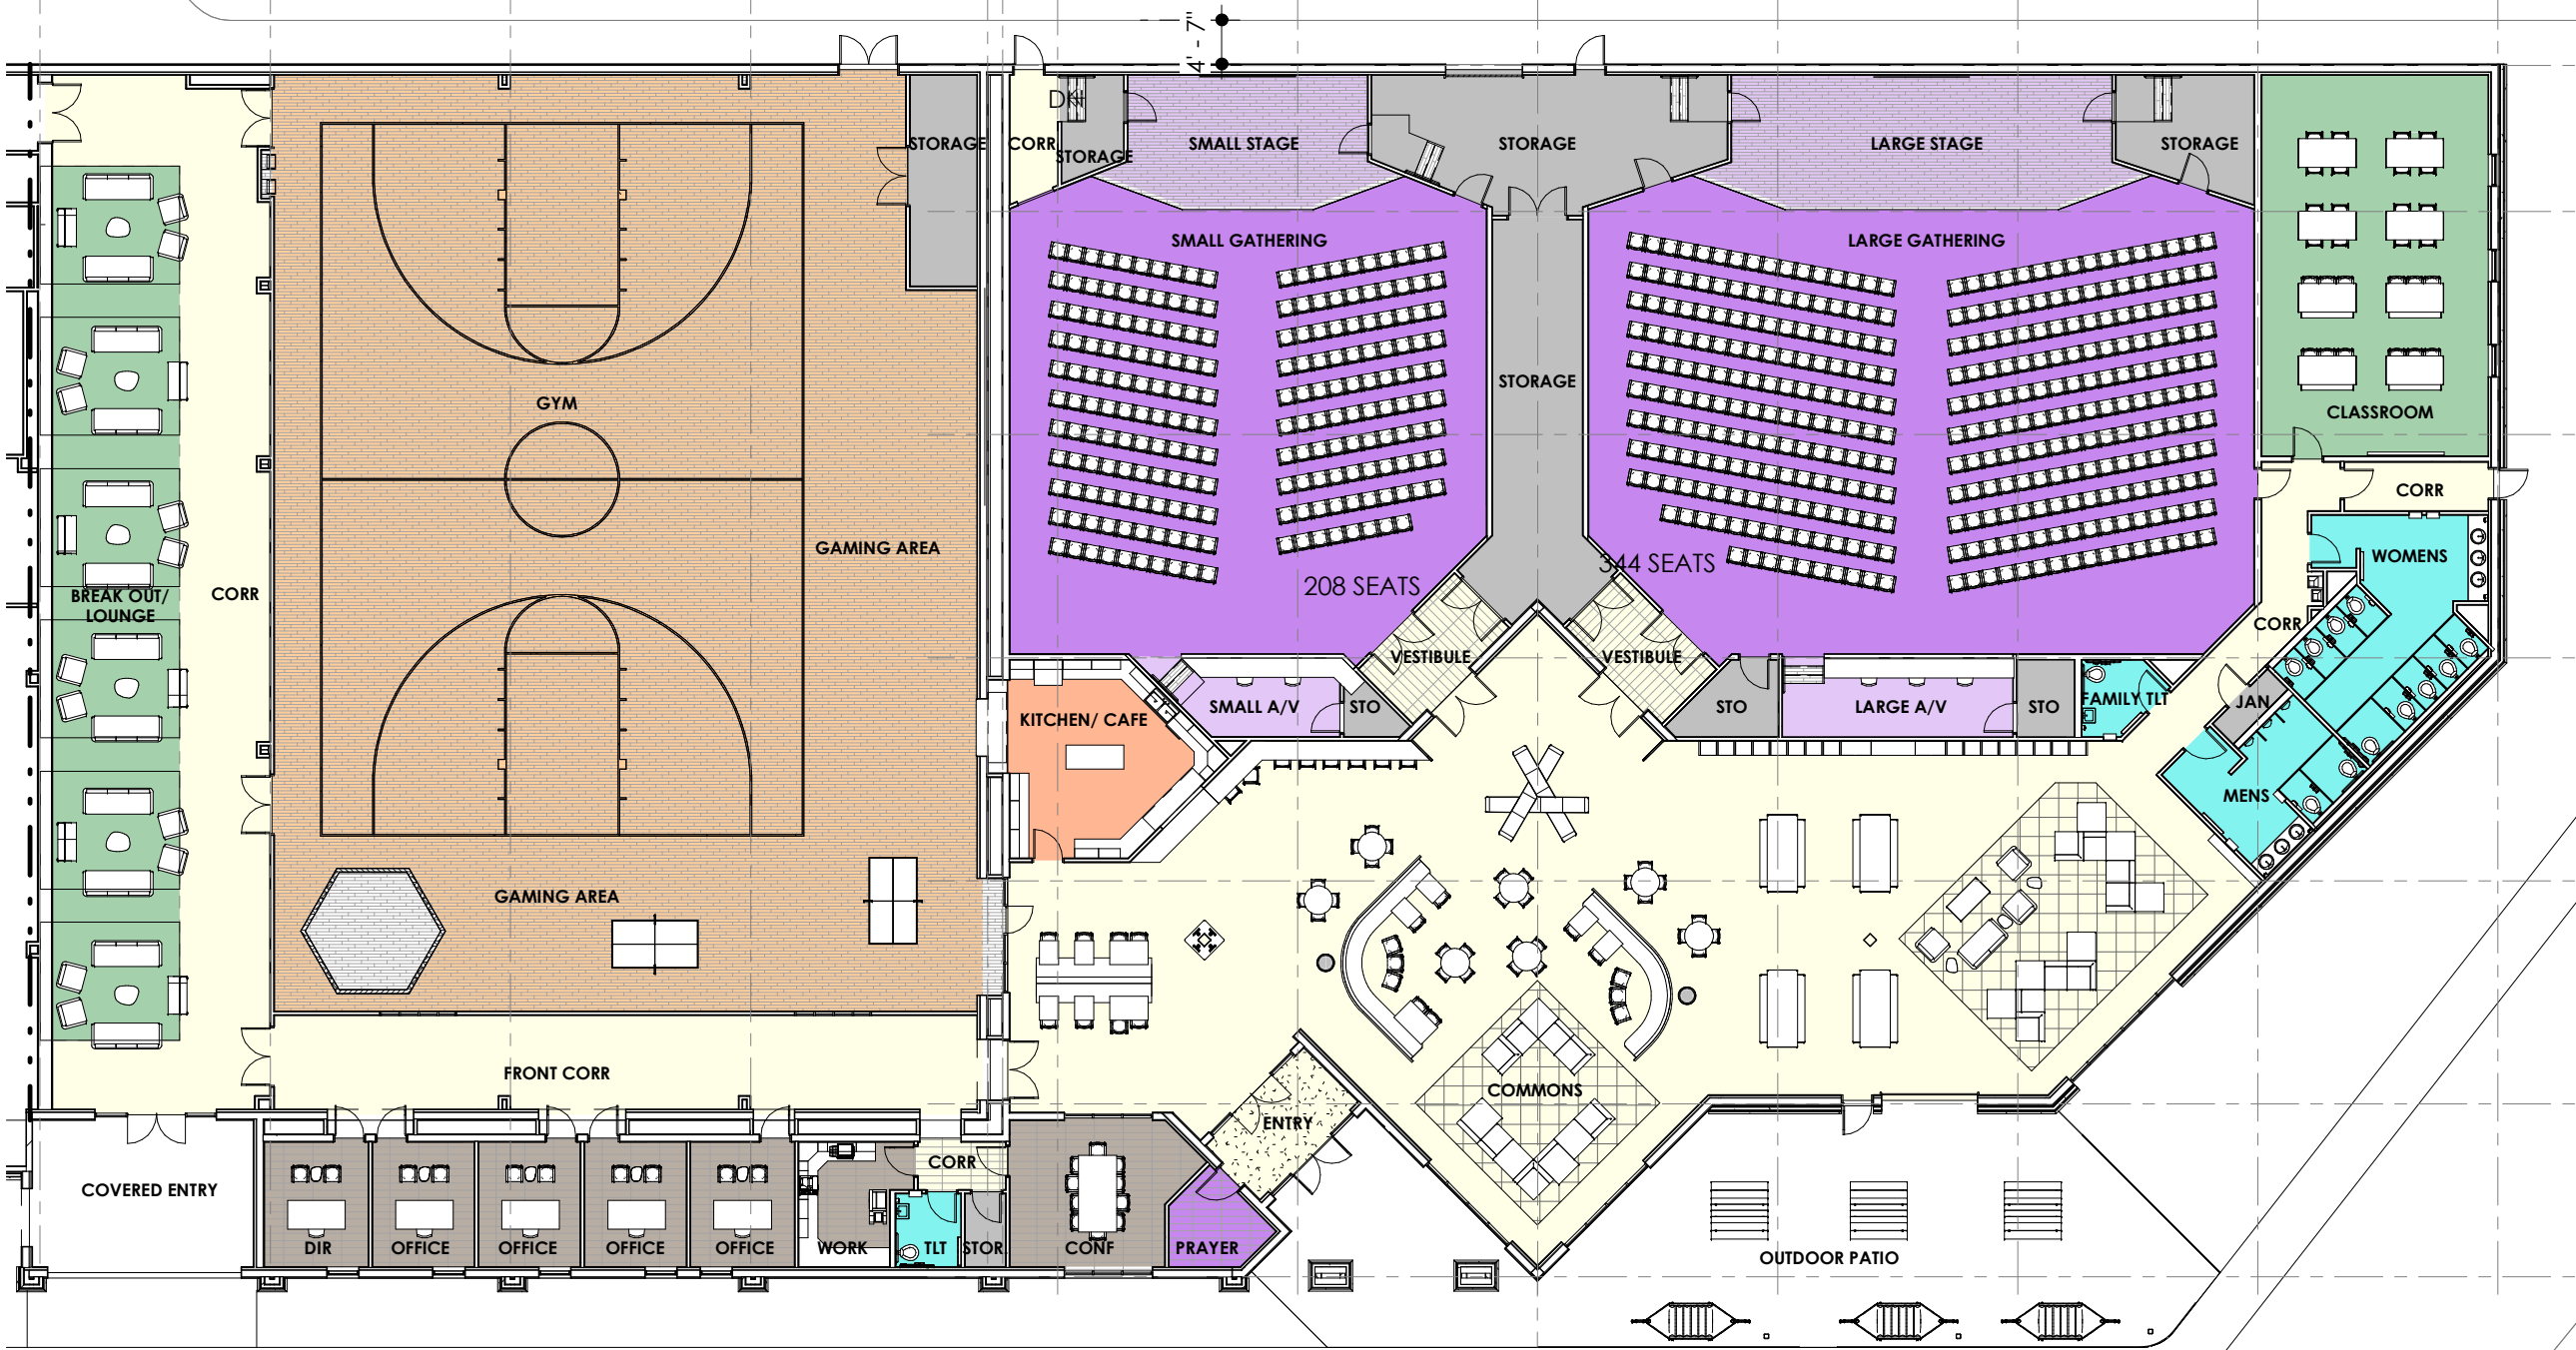 4' - 7"
DN
STORAGE
CORR
STORAGE
SMALL STAGE
STORAGE
LARGE STAGE
STORAGE
SMALL GATHERING
LARGE GATHERING
STORAGE
GYM
CLASSROOM
CORR
GAMING AREA
WOMENS
344 SEATS
208 SEATS
BREAK OUT/
LOUNGE
CORR
CORR
VESTIBULE
VESTIBULE
KITCHEN/ CAFE
SMALL A/V
STO
STO
LARGE A/V
STO
FAMILY TLT
JAN
MENS
GAMING AREA
FRONT CORR
COMMONS
ENTRY
CORR
COVERED ENTRY
DIR
OFFICE
OFFICE
OFFICE
OFFICE
WORK
TLT
STOR.
CONF
PRAYER
OUTDOOR PATIO